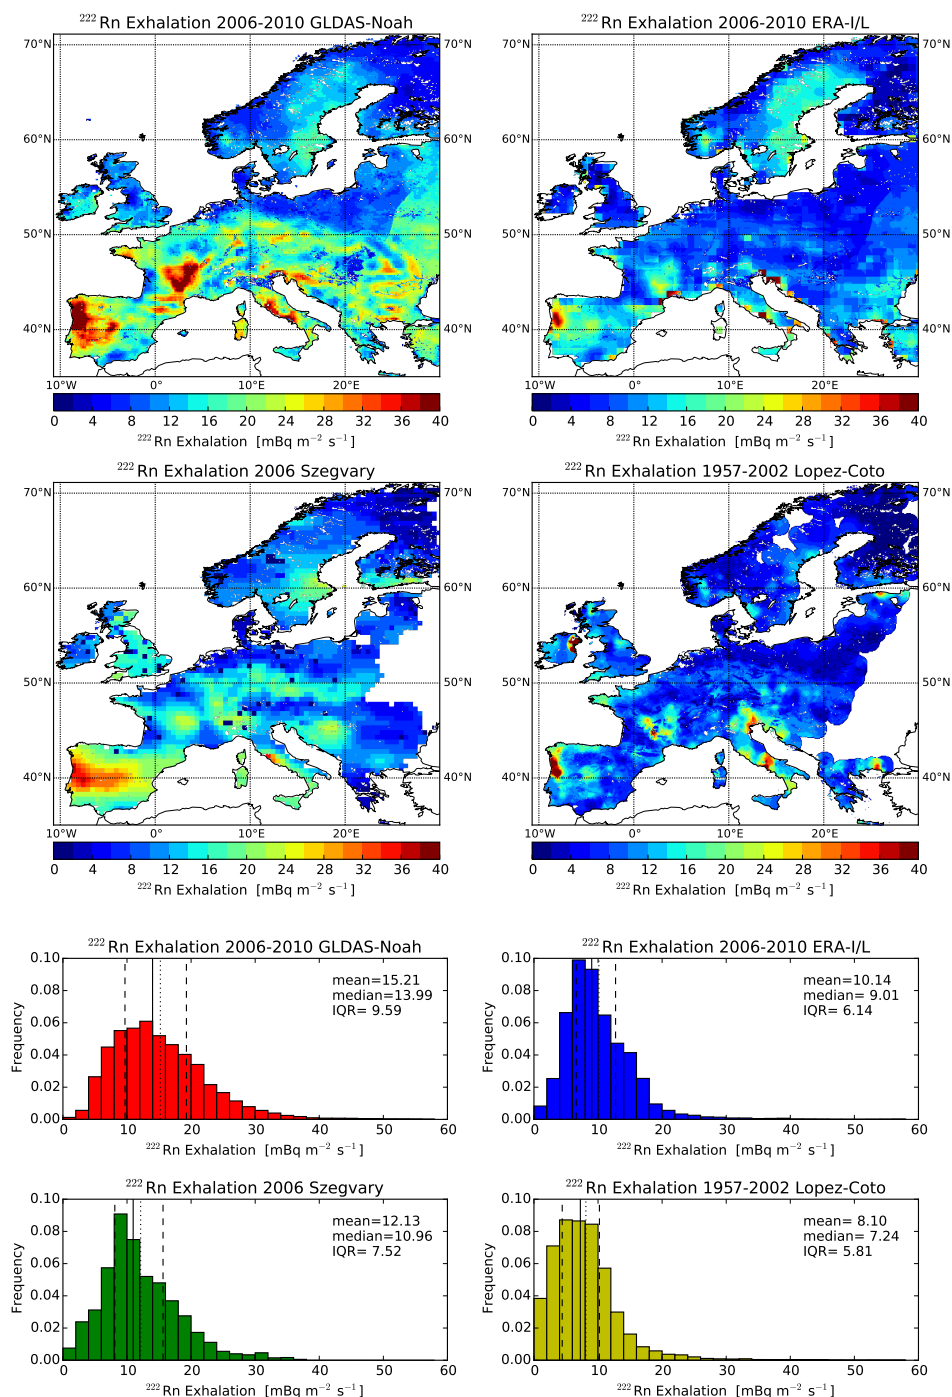 ²²²Rn Exhalation 2006-2010 GLDAS-Noah
70°N
60°N
50°N
40°N
10°W 0° 10°E 20°E
0 4 8 12 16 20 24 28 32 36 40
²²²Rn Exhalation [mBq m⁻² s⁻¹]
²²²Rn Exhalation 2006-2010 ERA-I/L
70°N 70°N
60°N 60°N
50°N 50°N
40°N 40°N
10°W 0° 10°E 20°E
0 4 8 12 16 20 24 28 32 36 40
²²²Rn Exhalation [mBq m⁻² s⁻¹]
²²²Rn Exhalation 2006 Szegvary
70°N
60°N
50°N
40°N
10°W 0° 10°E 20°E
0 4 8 12 16 20 24 28 32 36 40
²²²Rn Exhalation [mBq m⁻² s⁻¹]
²²²Rn Exhalation 1957-2002 Lopez-Coto
70°N 70°N
60°N 60°N
50°N 50°N
40°N 40°N
10°W 0° 10°E 20°E
0 4 8 12 16 20 24 28 32 36 40
²²²Rn Exhalation [mBq m⁻² s⁻¹]
²²²Rn Exhalation 2006-2010 GLDAS-Noah
Frequency
0.10
0.08
0.06
0.04
0.02
0.00
mean=15.21
median=13.99
IQR= 9.59
0 10 20 30 40 50 60
²²²Rn Exhalation [mBq m⁻² s⁻¹]
²²²Rn Exhalation 2006-2010 ERA-I/L
Frequency
0.10
0.08
0.06
0.04
0.02
0.00
mean=10.14
median= 9.01
IQR= 6.14
0 10 20 30 40 50 60
²²²Rn Exhalation [mBq m⁻² s⁻¹]
²²²Rn Exhalation 2006 Szegvary
Frequency
0.10
0.08
0.06
0.04
0.02
0.00
mean=12.13
median=10.96
IQR= 7.52
0 10 20 30 40 50 60
²²²Rn Exhalation [mBq m⁻² s⁻¹]
²²²Rn Exhalation 1957-2002 Lopez-Coto
Frequency
0.10
0.08
0.06
0.04
0.02
0.00
mean= 8.10
median= 7.24
IQR= 5.81
0 10 20 30 40 50 60
²²²Rn Exhalation [mBq m⁻² s⁻¹]